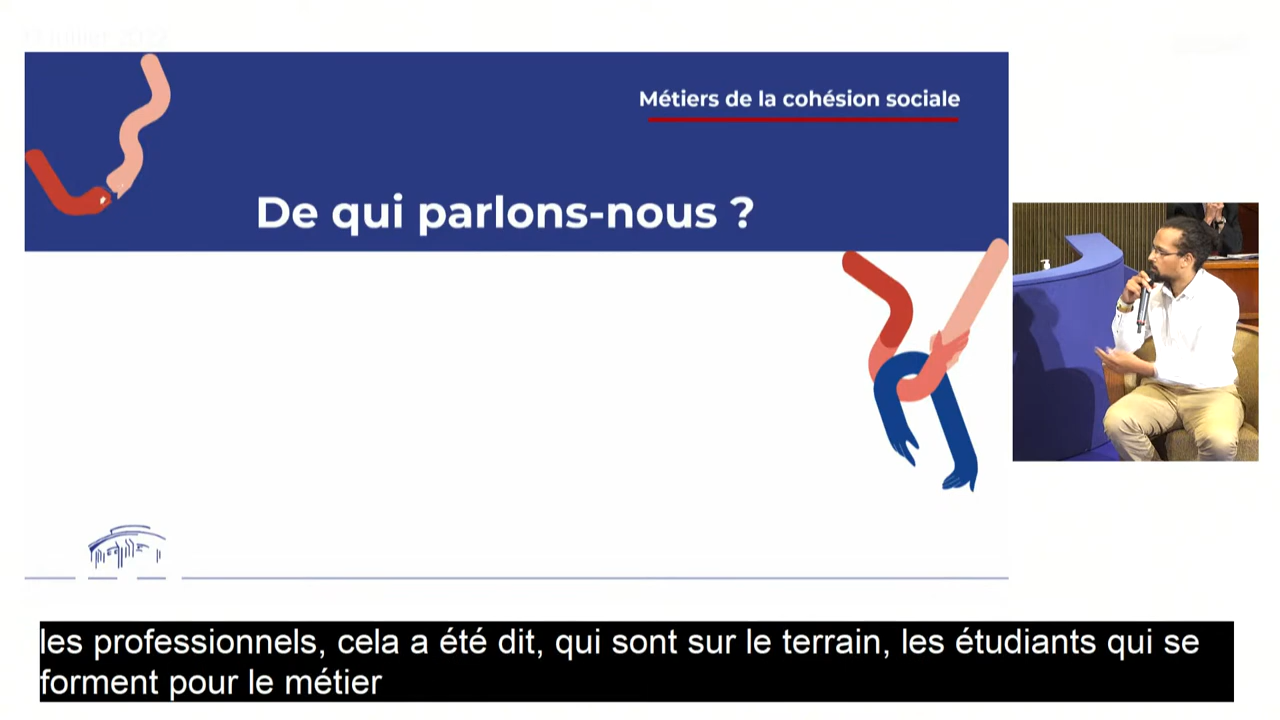 Métiers de la cohésion sociale
De qui parlons-nous ?
les professionnels, cela a été dit, qui sont sur le terrain, les étudiants qui se
forment pour le métier